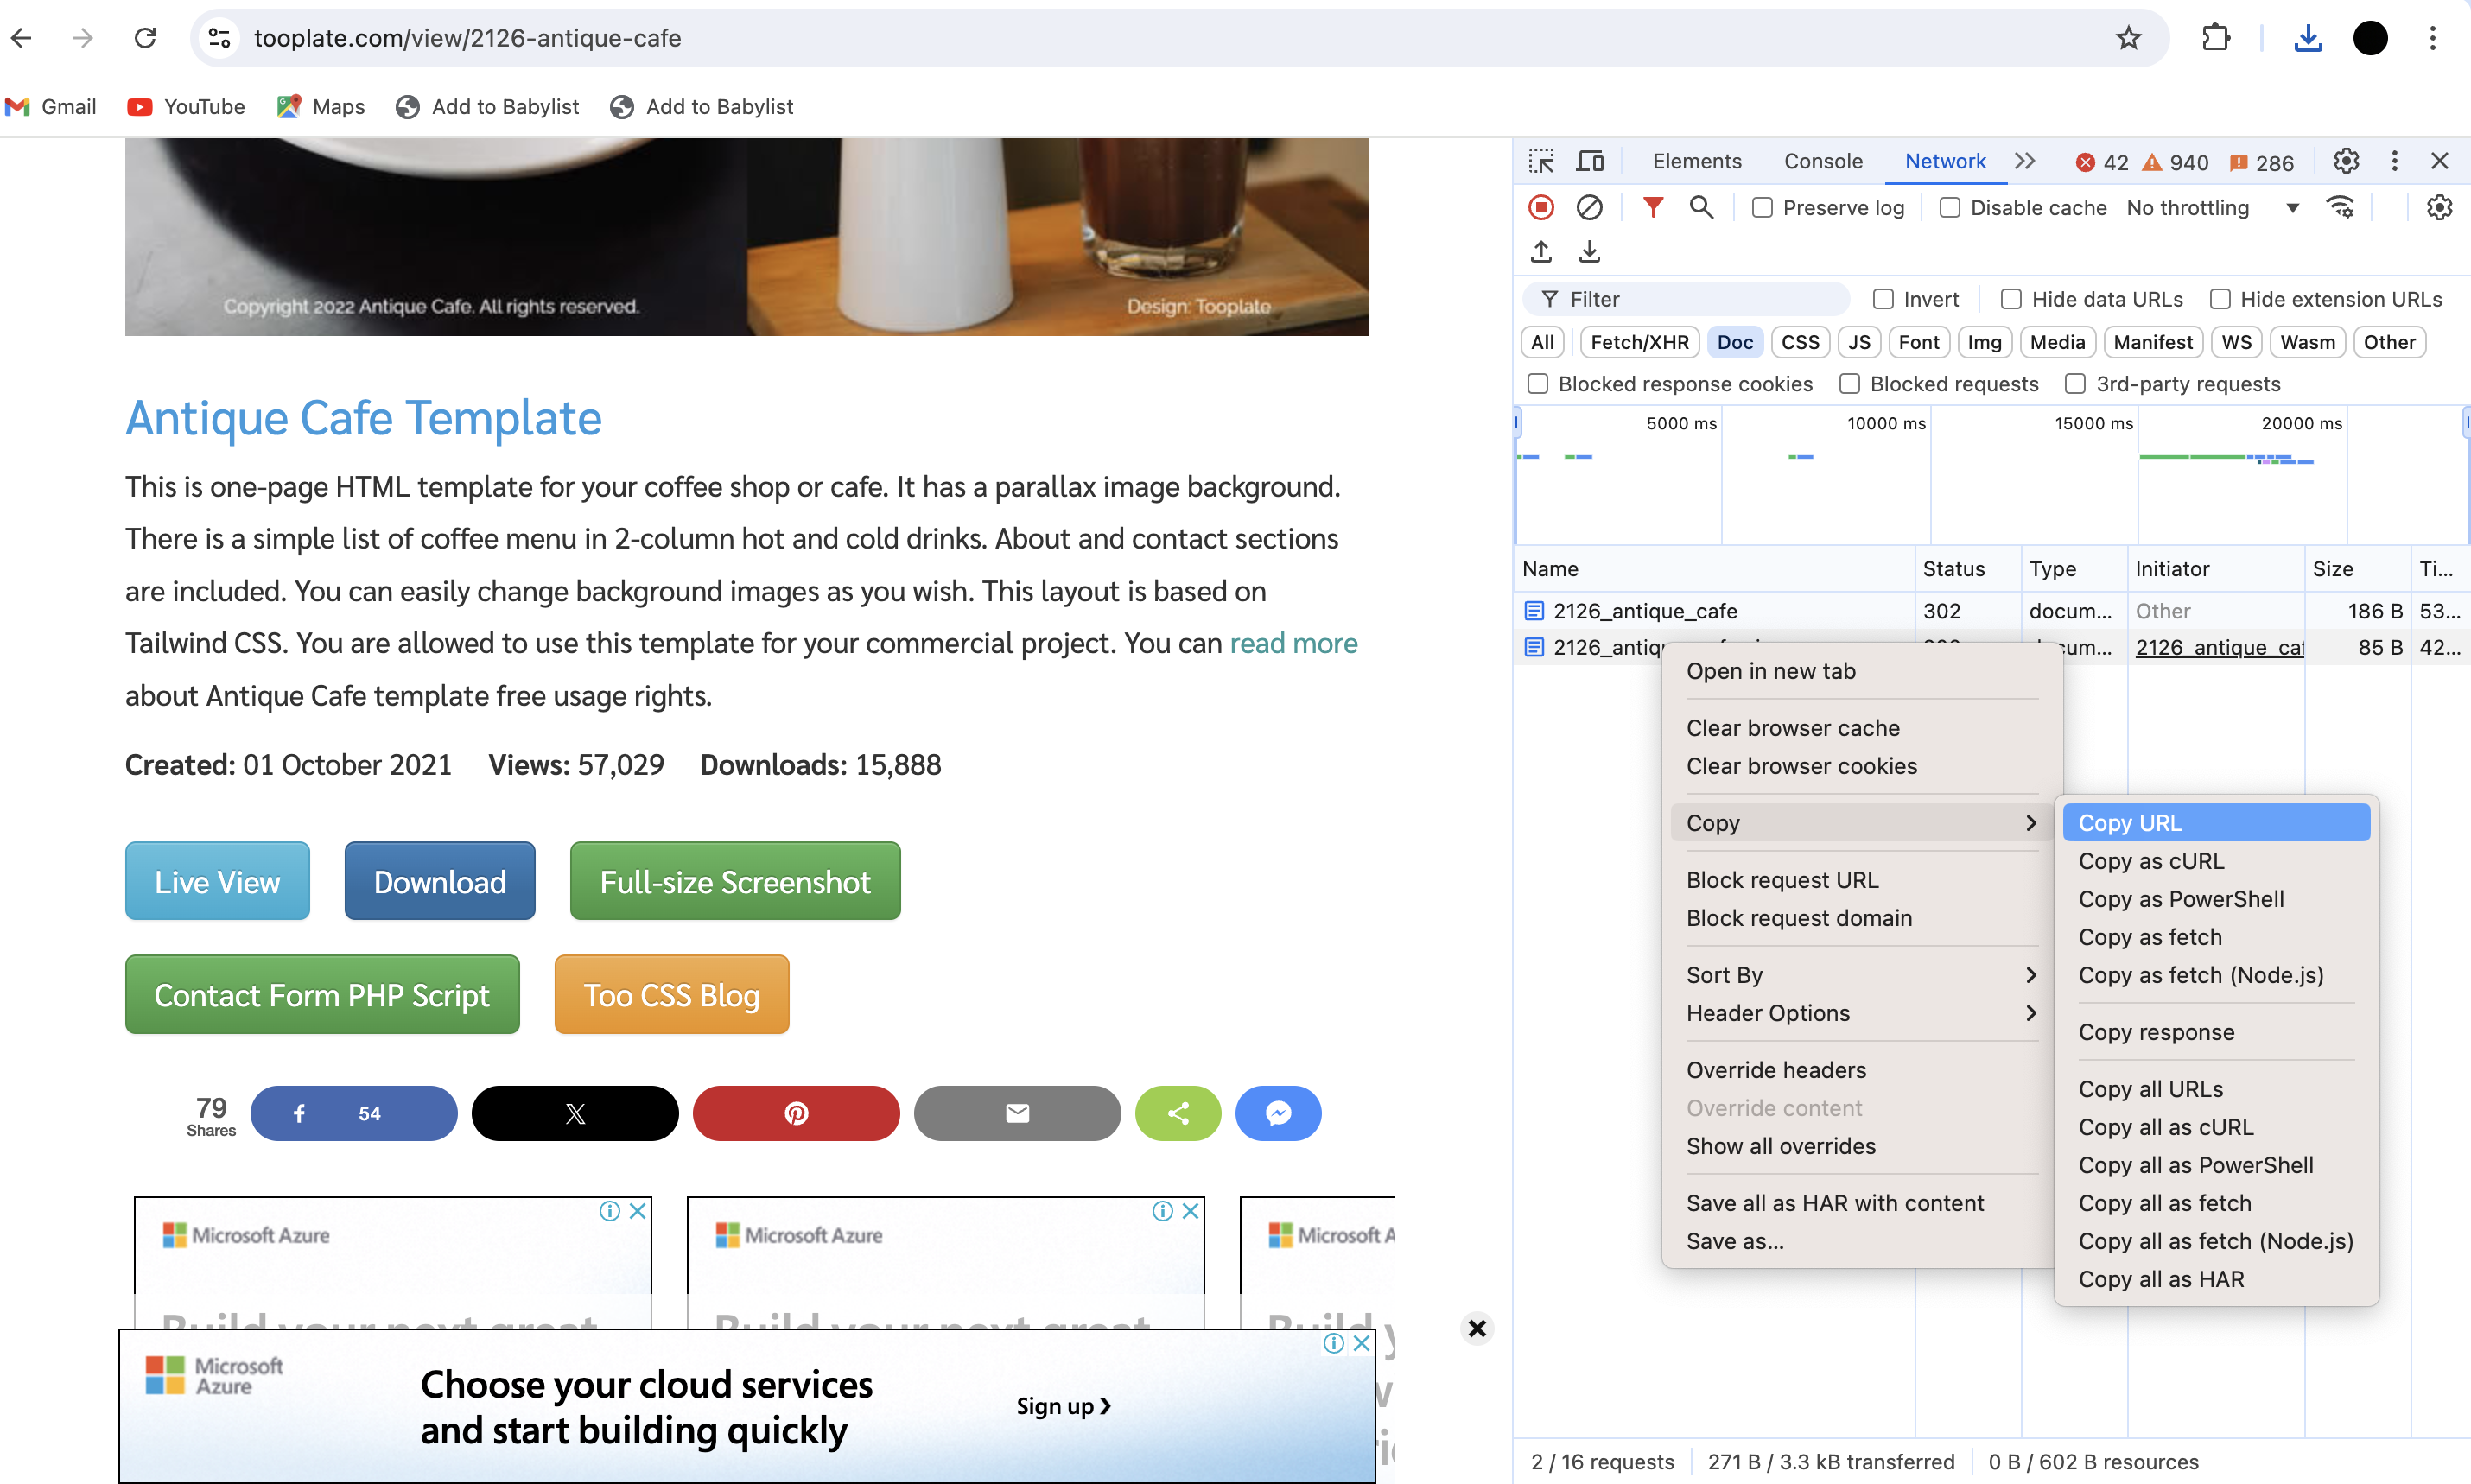 tooplate.com/view/2126-antique-cafe
Gmail
YouTube
Maps
Add to Babylist
Add to Babylist
Copyright 2022 Antique Cafe. All rights reserved.
Design: Tooplate
Antique Cafe Template
This is one-page HTML template for your coffee shop or cafe. It has a parallax image background.
There is a simple list of coffee menu in 2-column hot and cold drinks. About and contact sections
are included. You can easily change background images as you wish. This layout is based on
Tailwind CSS. You are allowed to use this template for your commercial project. You can read more
about Antique Cafe template free usage rights.
Created: 01 October 2021 Views: 57,029 Downloads: 15,888
Live View
Download
Full-size Screenshot
Contact Form PHP Script
Too CSS Blog
79
Shares
54
Microsoft Azure
Build your next great
Microsoft Azure
Build your next great
Microsoft A
Build y
Microsoft
Azure
Choose your cloud services
and start building quickly
Sign up
Elements
Console
Network
42
940
286
Preserve log
Disable cache
No throttling
Filter
Invert
Hide data URLs
Hide extension URLs
All
Fetch/XHR
Doc
CSS
JS
Font
Img
Media
Manifest
WS
Wasm
Other
Blocked response cookies
Blocked requests
3rd-party requests
5000 ms
10000 ms
15000 ms
20000 ms
Name Status Type Initiator Size Ti...
2126_antique_cafe 302 docum... Other 186 B 53...
2126_antiq cum... 2126_antique_caf 85 B 42...
Open in new tab
Clear browser cache
Clear browser cookies
Copy
Block request URL
Block request domain
Sort By
Header Options
Override headers
Override content
Show all overrides
Save all as HAR with content
Save as...
Copy URL
Copy as cURL
Copy as PowerShell
Copy as fetch
Copy as fetch (Node.js)
Copy response
Copy all URLs
Copy all as cURL
Copy all as PowerShell
Copy all as fetch
Copy all as fetch (Node.js)
Copy all as HAR
2 / 16 requests
271 B / 3.3 kB transferred
0 B / 602 B resources